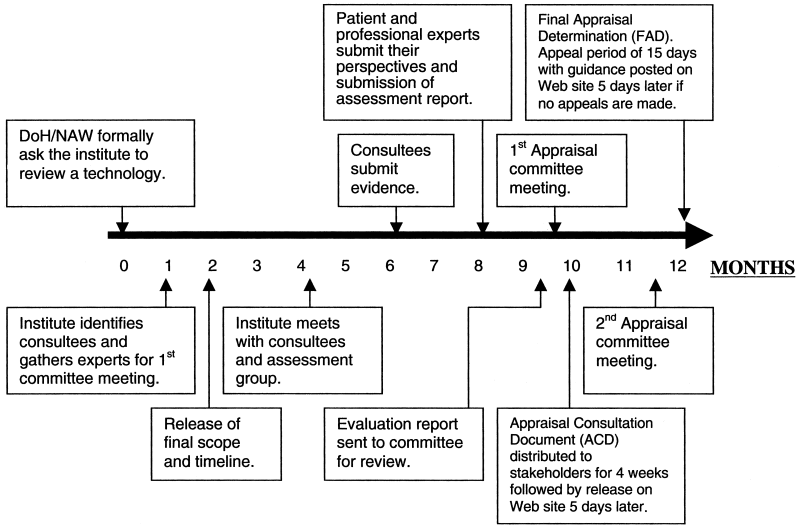 Patient and
professional experts
submit their
perspectives and
submission of
assessment report.
Final Appraisal
Determination (FAD).
Appeal period of 15 days
with guidance posted on
Web site 5 days later if
no appeals are made.
DoH/NAW formally
ask the institute to
review a technology.
Consultees
submit
evidence.
1st Appraisal
committee
meeting.
0 1 2 3 4 5 6 7 8 9 10 11 12 MONTHS
Institute identifies
consultees and
gathers experts for 1st
committee meeting.
Institute meets
with consultees
and assessment
group.
2nd Appraisal
committee
meeting.
Release of
final scope
and timeline.
Evaluation report
sent to committee
for review.
Appraisal Consultation
Document (ACD)
distributed to
stakeholders for 4 weeks
followed by release on
Web site 5 days later.